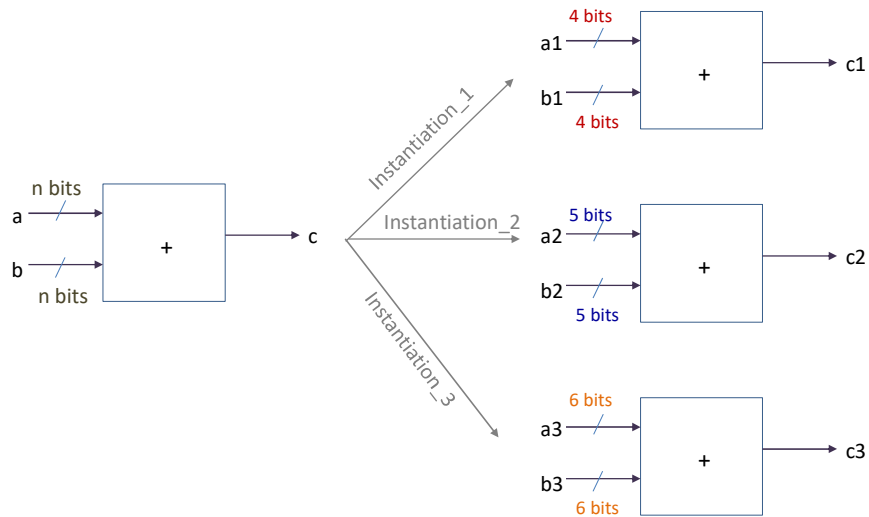 n bits
a
b
n bits
+
c
Instantiation_1
Instantiation_2
Instantiation_3
4 bits
a1
b1
4 bits
+
c1
5 bits
a2
b2
5 bits
+
c2
6 bits
a3
b3
6 bits
+
c3